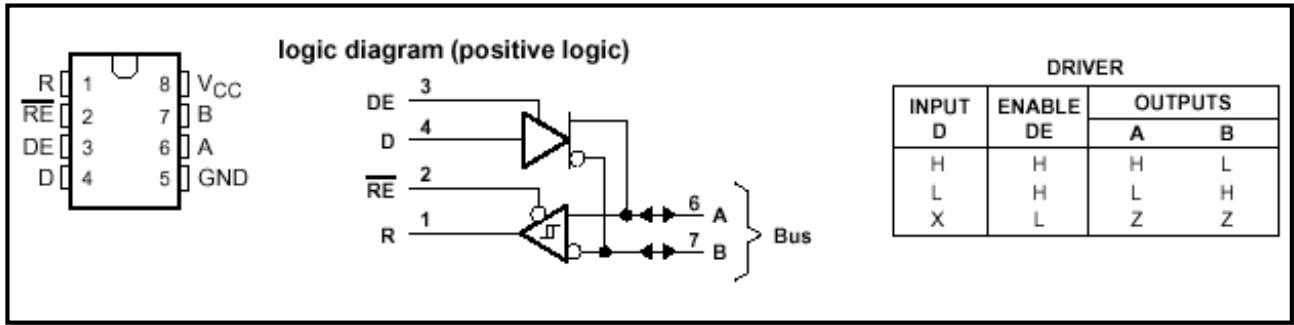 logic diagram (positive logic)
R 1 8 VCC
RE 2 7 B
DE 3 6 A
D 4 5 GND
DE 3
D 4
RE 2
R 1
6 A
7 B
Bus
DRIVER
INPUT D ENABLE DE OUTPUTS
A B
H H H L
L H L H
X L Z Z